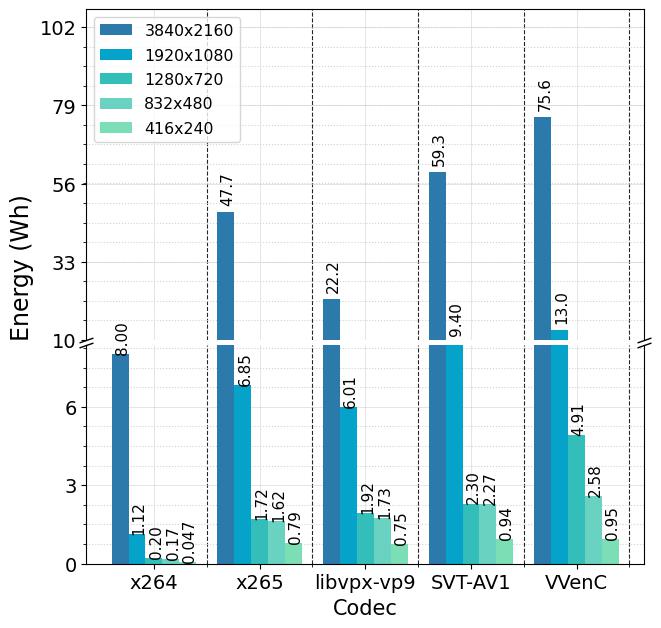 102
79
56
33
10
6
3
0
Energy (Wh)
3840x2160
1920x1080
1280x720
832x480
416x240
8.00
1.12
0.20
0.17
0.047
47.7
6.85
1.72
1.62
0.79
22.2
6.01
1.92
1.73
0.75
59.3
9.40
2.30
2.27
0.94
75.6
13.0
4.91
2.58
0.95
x264
x265
libvpx-vp9
SVT-AV1
VVenC
Codec